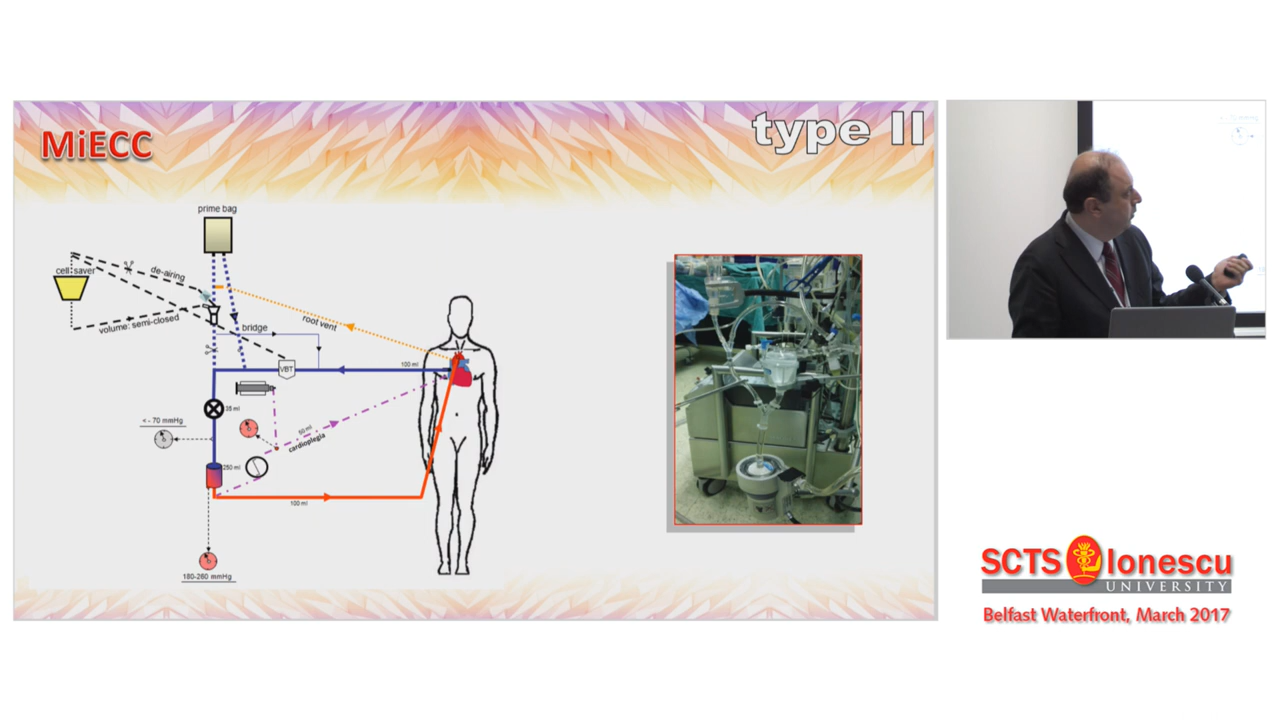 MiECC
type II
prime bag
cell saver
de-airing
volume: semi-closed
root vent
bridge
VBT
100 ml
35 ml
< - 70 mmHg
50 ml
cardioplegia
250 ml
100 ml
180-260 mmHg
SCTS Ionescu
UNIVERSITY
Belfast Waterfront, March 2017